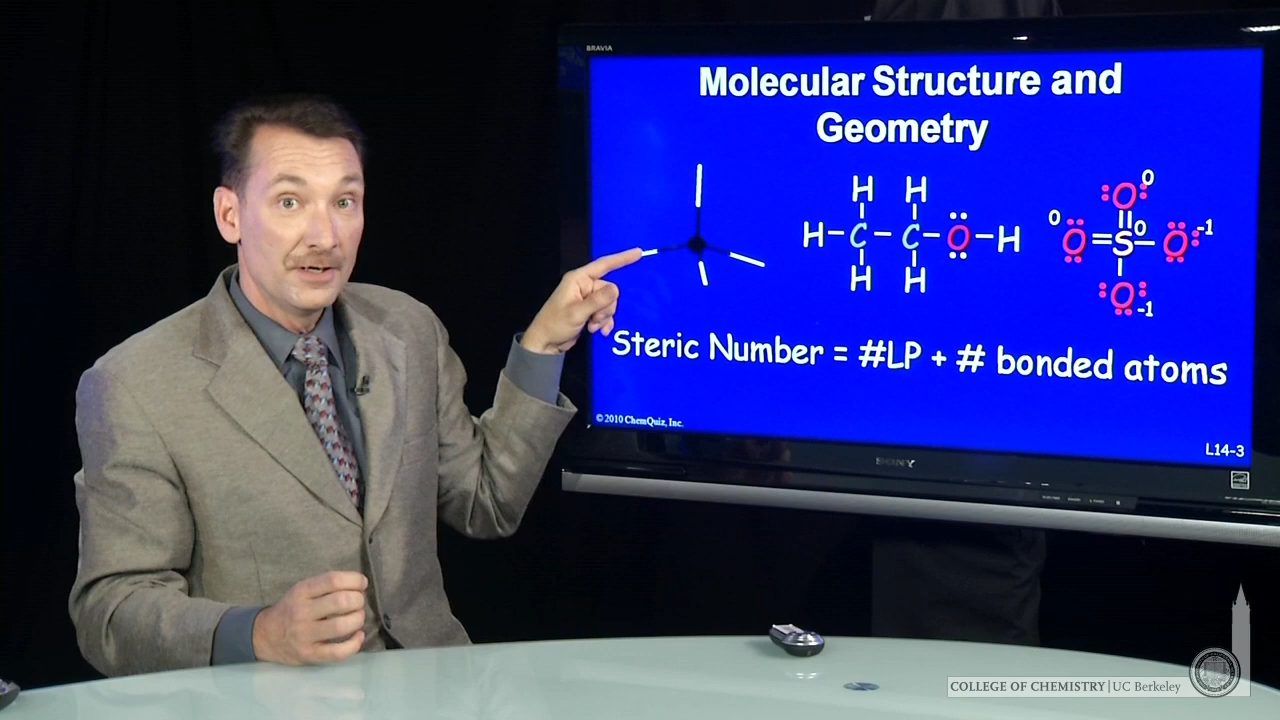 BRAVIA
Molecular Structure and
Geometry
H H O 0
0 O = S 0 – O -1
H – C – C – O – H
H H O -1
Steric Number = #LP + # bonded atoms
© 2010 ChemQuiz, Inc.
L14-3
SONY
COLLEGE OF CHEMISTRY | UC Berkeley